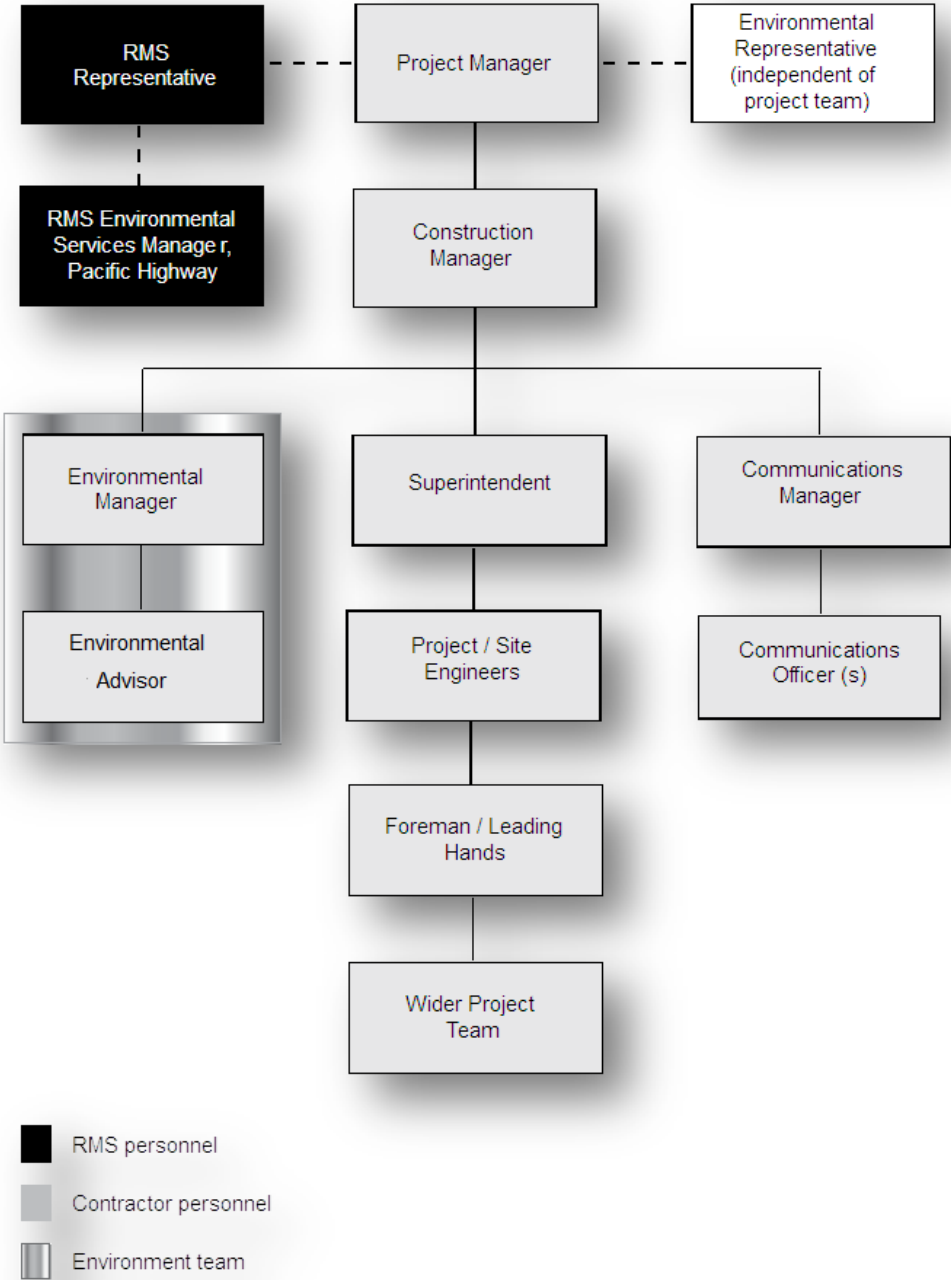 RMS
Representative
Project Manager
Environmental
Representative
(independent of
project team)
RMS Environmental
Services Manager,
Pacific Highway
Construction
Manager
Environmental
Manager
Superintendent
Communications
Manager
Environmental
Advisor
Project / Site
Engineers
Communications
Officer (s)
Foreman / Leading
Hands
Wider Project
Team
RMS personnel
Contractor personnel
Environment team